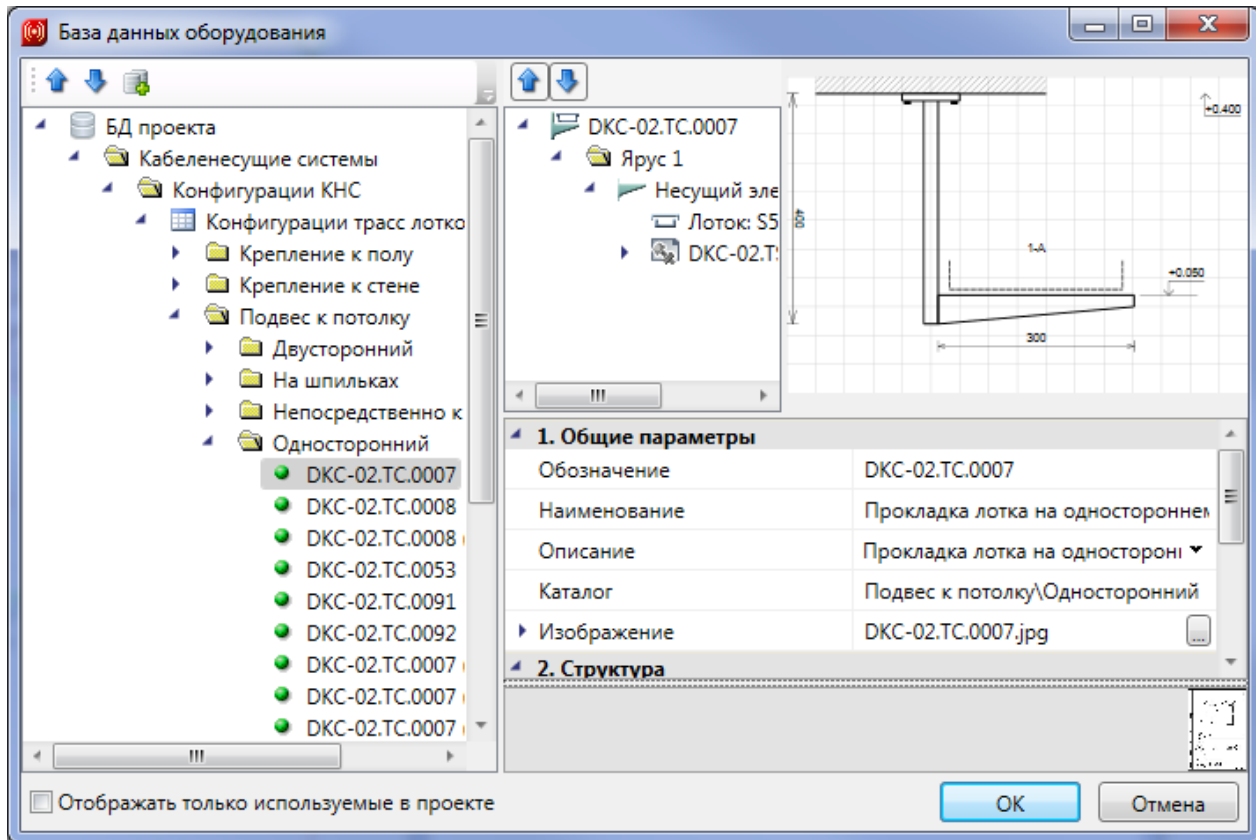 База данных оборудования
БД проекта
Кабеленесущие системы
Конфигурации КНС
Конфигурации трасс лотко
Крепление к полу
Крепление к стене
Подвес к потолку
Двусторонний
На шпильках
Непосредственно к
Односторонний
DKC-02.TC.0007
DKC-02.TC.0008
DKC-02.TC.0008 (
DKC-02.TC.0053
DKC-02.TC.0091
DKC-02.TC.0092
DKC-02.TC.0007 (
DKC-02.TC.0007 (
DKC-02.TC.0007 (
DKC-02.TC.0007
Ярус 1
Несущий эле
Лоток: S5
DKC-02.TS
+0.400
400
1-A
+0.050
300
1. Общие параметры
Обозначение DKC-02.TC.0007
Наименование Прокладка лотка на одностороннем
Описание Прокладка лотка на односторонн
Каталог Подвес к потолку\Односторонний
Изображение DKC-02.TC.0007.jpg ...
2. Структура
Отображать только используемые в проекте
OK
Отмена